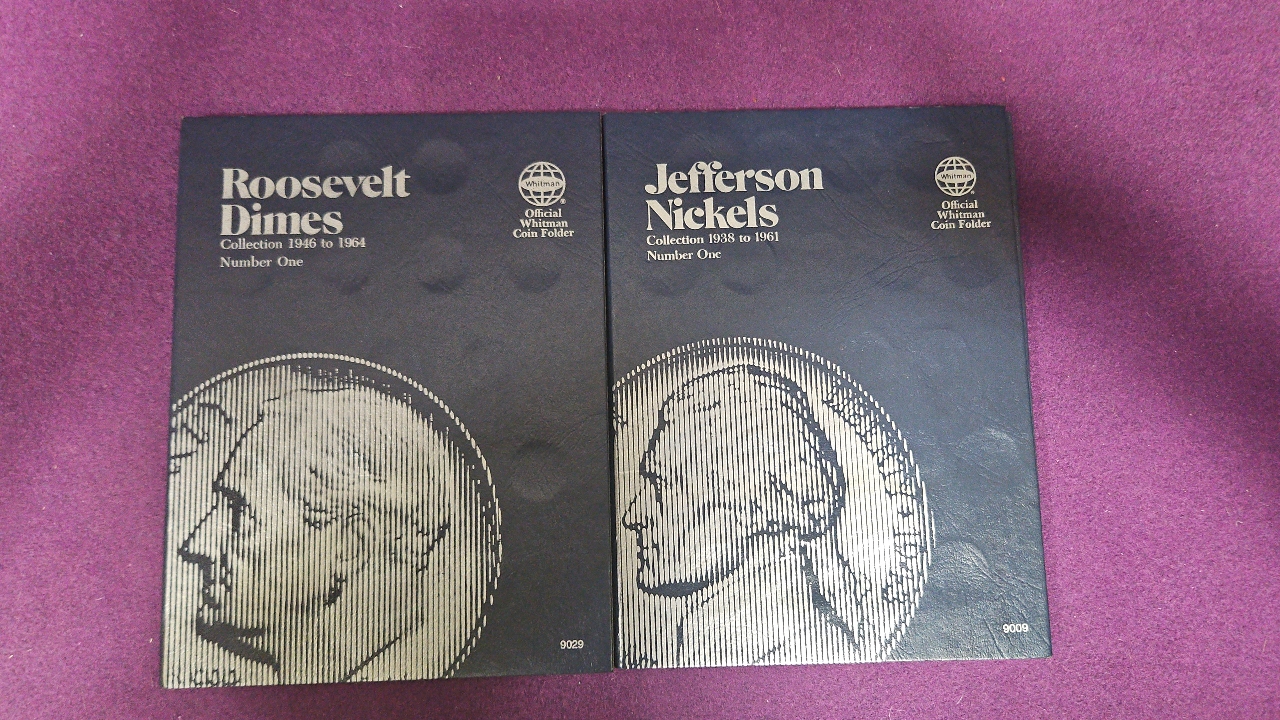 Roosevelt
Dimes
Collection 1946 to 1964
Number One
Whitman
®
Official
Whitman
Coin Folder
9029
Jefferson
Nickels
Collection 1938 to 1961
Number One
Whitman
Official
Whitman
Coin Folder
9009